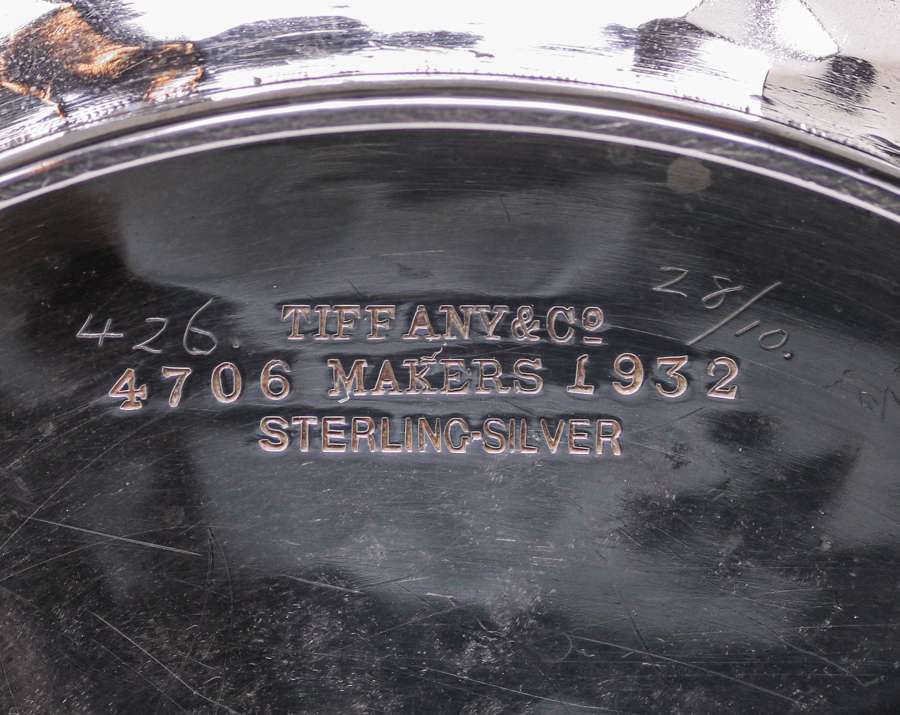 426. TIFFANY & Cº 28/10.
4706 MAKERS 1932
STERLING-SILVER